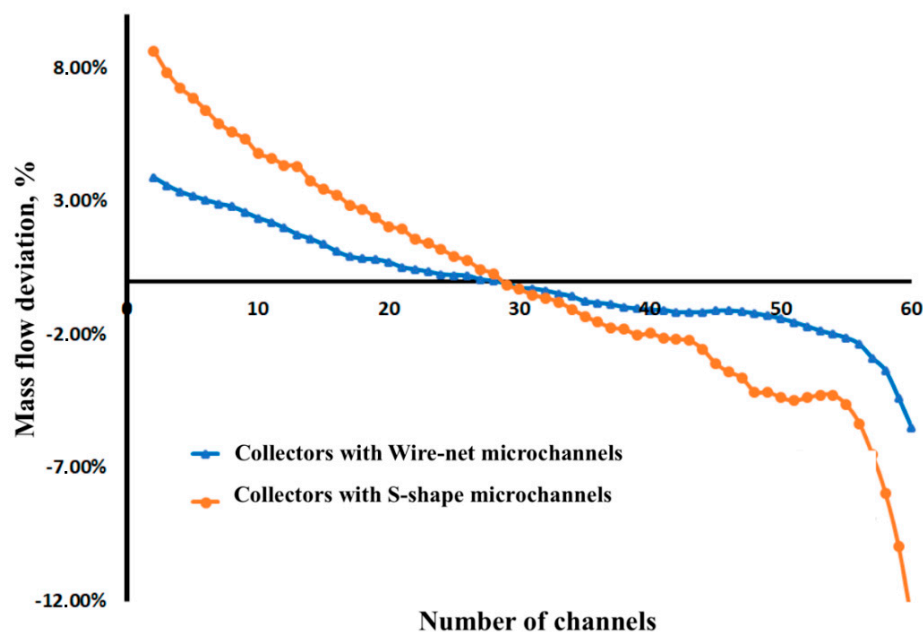 8.00%
3.00%
0 10 20 30 40 50 60
-2.00%
-7.00%
-12.00%
Mass flow deviation, %
Collectors with Wire-net microchannels
Collectors with S-shape microchannels
Number of channels